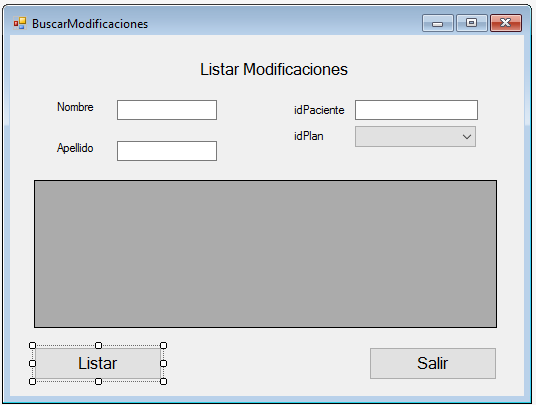 BuscarModificaciones
Listar Modificaciones
Nombre
idPaciente
idPlan
Apellido
Listar
Salir